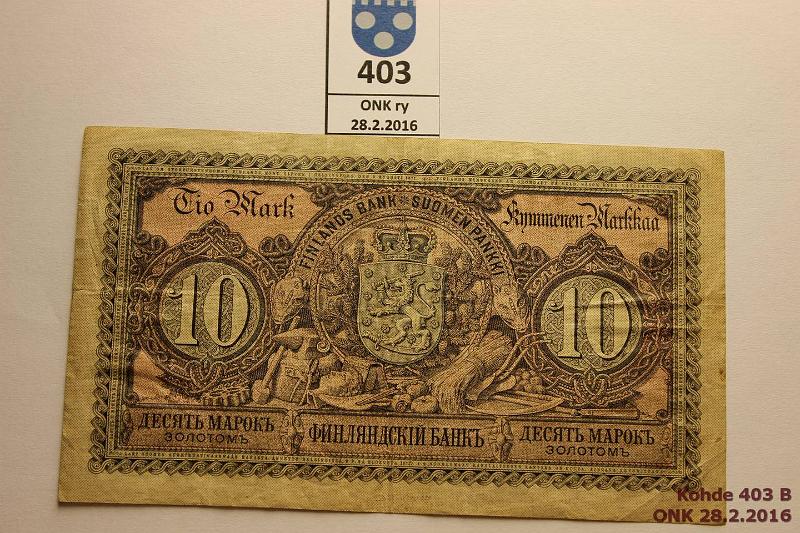 403
ONK ry
28.2.2016
Tio Mark
FINLANDS BANK SUOMEN PANKKI
Kymmenen Markkaa
10
10
ДЕСЯТЬ МАРОКЪ
ЗОЛОТОМЪ
ФИНЛЯНДСКІЙ БАНКЪ
ДЕСЯТЬ МАРОКЪ
ЗОЛОТОМЪ
Kohde 403 B
ONK 28.2.2016